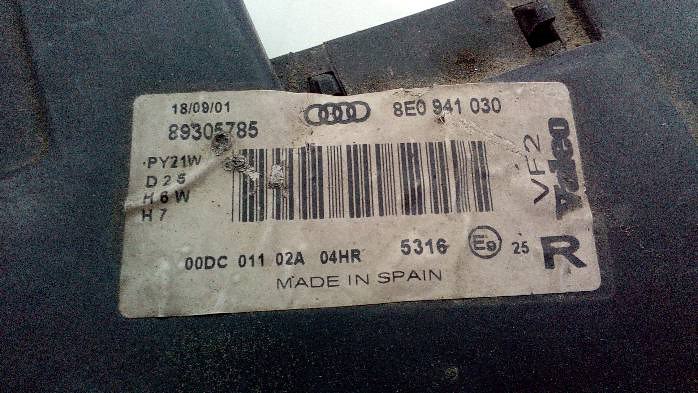 18/09/01 8E0 941 030
89305785
PY21W
D2S
H6W
H7
VF2
Valeo
00DC 011 02A 04HR 5316 E9 25 R
MADE IN SPAIN